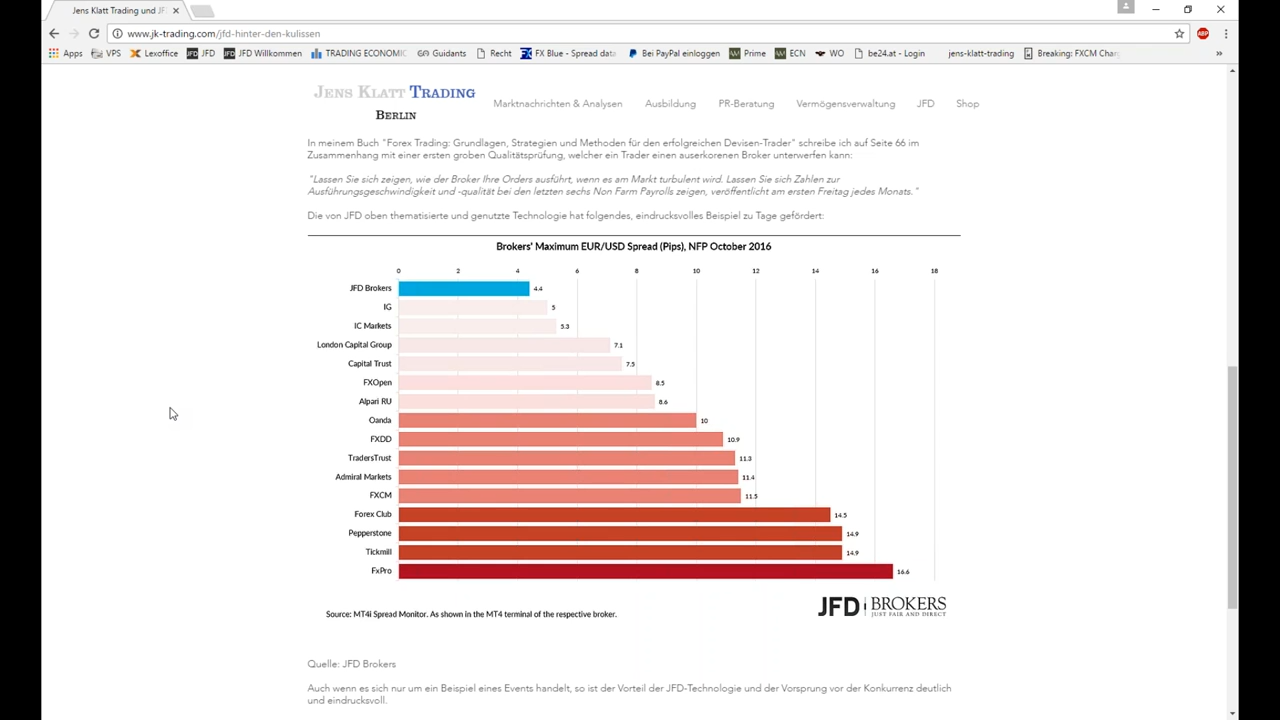 Jens Klatt Trading und JF
www.jk-trading.com/jfd-hinter-den-kulissen
Apps VPS Lexoffice JFD JFD Willkommen TRADING ECONOMIC Guidants Recht FX Blue - Spread data Bei PayPal einloggen Prime ECN WO be24.at - Login jens-klatt-trading Breaking: FXCM Chan »
JENS KLATT TRADING
BERLIN
Marktnachrichten & Analysen Ausbildung PR-Beratung Vermögensverwaltung JFD Shop
In meinem Buch "Forex Trading: Grundlagen, Strategien und Methoden für den erfolgreichen Devisen-Trader" schreibe ich auf Seite 66 im
Zusammenhang mit einer ersten groben Qualitätsprüfung, welcher ein Trader einen auserkorenen Broker unterwerfen kann:
"Lassen Sie sich zeigen, wie der Broker Ihre Orders ausführt, wenn es am Markt turbulent wird. Lassen Sie sich Zahlen zur
Ausführungsgeschwindigkeit und -qualität bei den letzten sechs Non Farm Payrolls zeigen, veröffentlicht am ersten Freitag jedes Monats."
Die von JFD oben thematisierte und genutzte Technologie hat folgendes, eindrucksvolles Beispiel zu Tage gefördert:
Brokers' Maximum EUR/USD Spread (Pips), NFP October 2016
0 2 4 6 8 10 12 14 16 18
JFD Brokers 4.4
IG 5
IC Markets 5.3
London Capital Group 7.1
Capital Trust 7.5
FXOpen 8.5
Alpari RU 8.6
Oanda 10
FXDD 10.9
TradersTrust 11.3
Admiral Markets 11.4
FXCM 11.5
Forex Club 14.5
Pepperstone 14.9
Tickmill 14.9
FxPro 16.6
Source: MT4i Spread Monitor. As shown in the MT4 terminal of the respective broker.
JFD BROKERS
JUST FAIR AND DIRECT
Quelle: JFD Brokers
Auch wenn es sich nur um ein Beispiel eines Events handelt, so ist der Vorteil der JFD-Technologie und der Vorsprung vor der Konkurrenz deutlich
und eindrucksvoll.